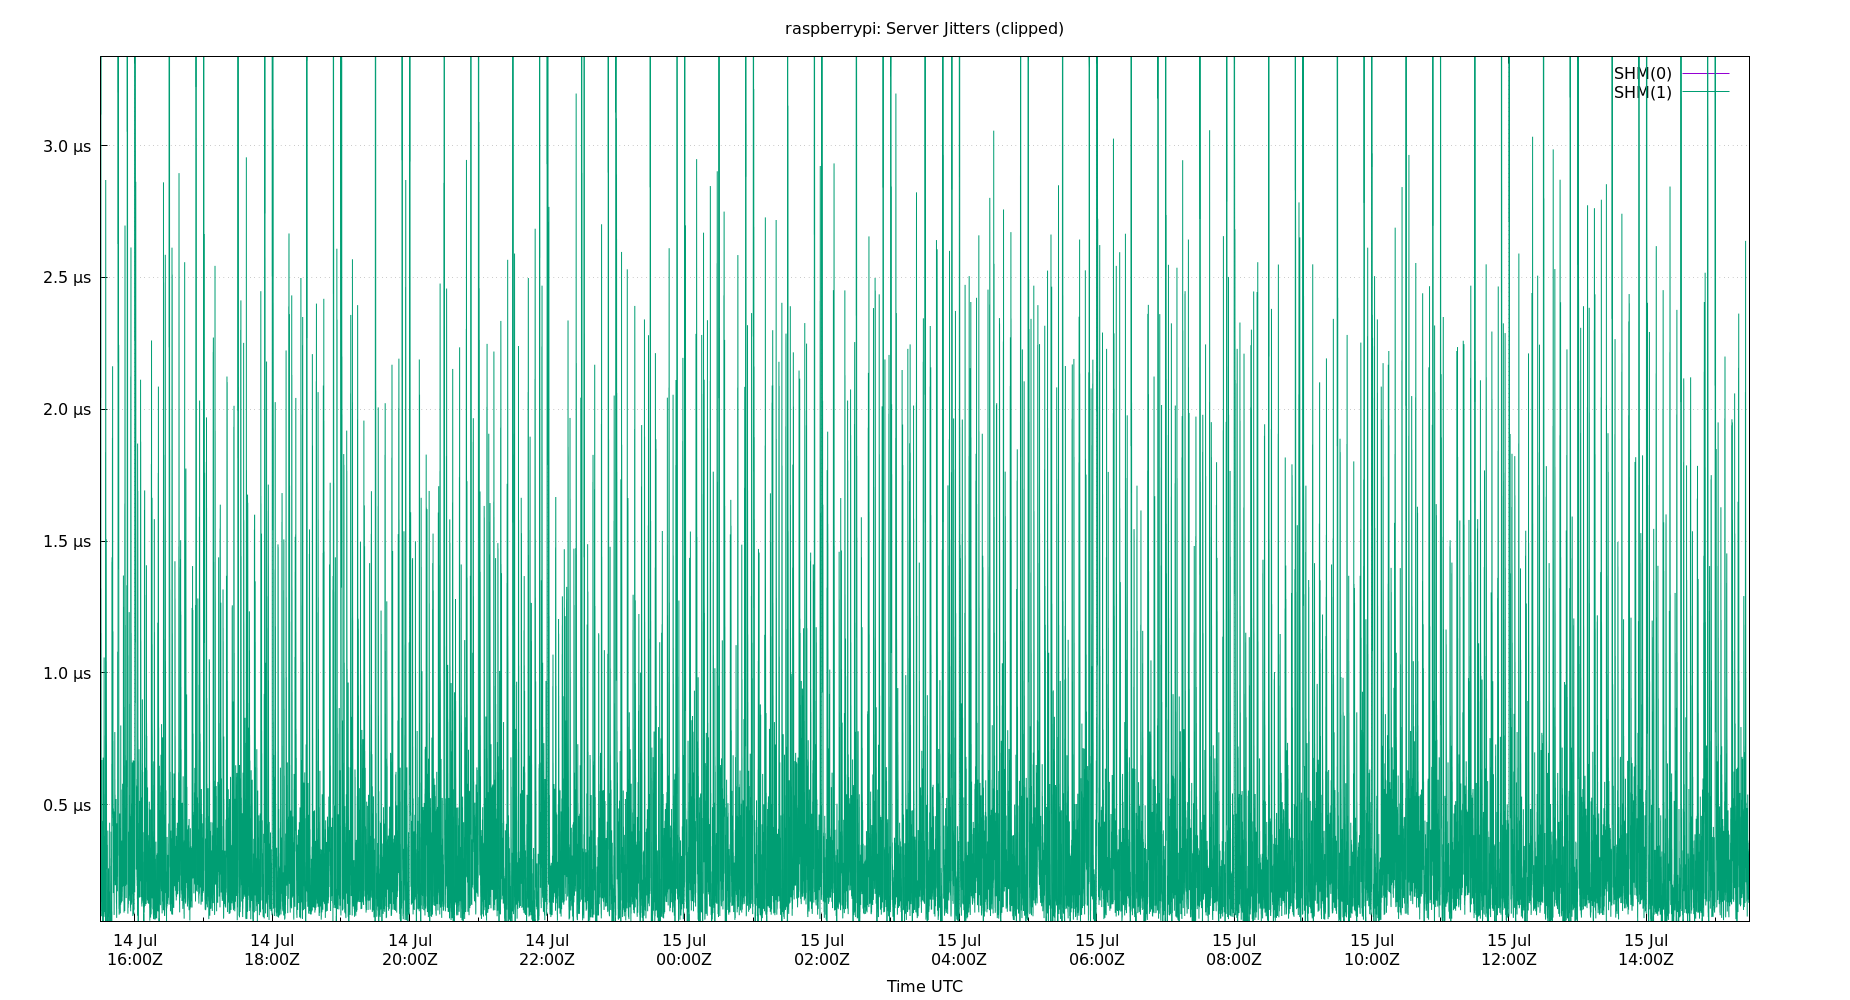 raspberrypi: Server Jitters (clipped)
SHM(0)
SHM(1)
3.0 µs
2.5 µs
2.0 µs
1.5 µs
1.0 µs
0.5 µs
14 Jul 14 Jul 14 Jul 14 Jul 15 Jul 15 Jul 15 Jul 15 Jul 15 Jul 15 Jul 15 Jul 15 Jul
16:00Z 18:00Z 20:00Z 22:00Z 00:00Z 02:00Z 04:00Z 06:00Z 08:00Z 10:00Z 12:00Z 14:00Z
Time UTC